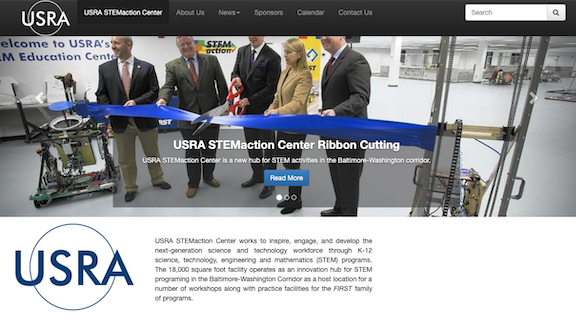 USRA
USRA STEMaction Center
About Us
News
Sponsors
Calendar
Contact Us
Search
elcome to USRA's
EM Education Cente
STEM
action
FIRST
USRA STEMaction Center Ribbon Cutting
USRA STEMaction Center is a new hub for STEM activities in the Baltimore-Washington corridor.
Read More
USRA
USRA STEMaction Center works to inspire, engage, and develop the
next-generation science and technology workforce through K-12
science, technology, engineering and mathematics (STEM) programs.
The 18,000 square foot facility operates as an innovation hub for STEM
programing in the Baltimore-Washington Corridor as a host location for a
number of workshops along with practice facilities for the FIRST family
of programs.